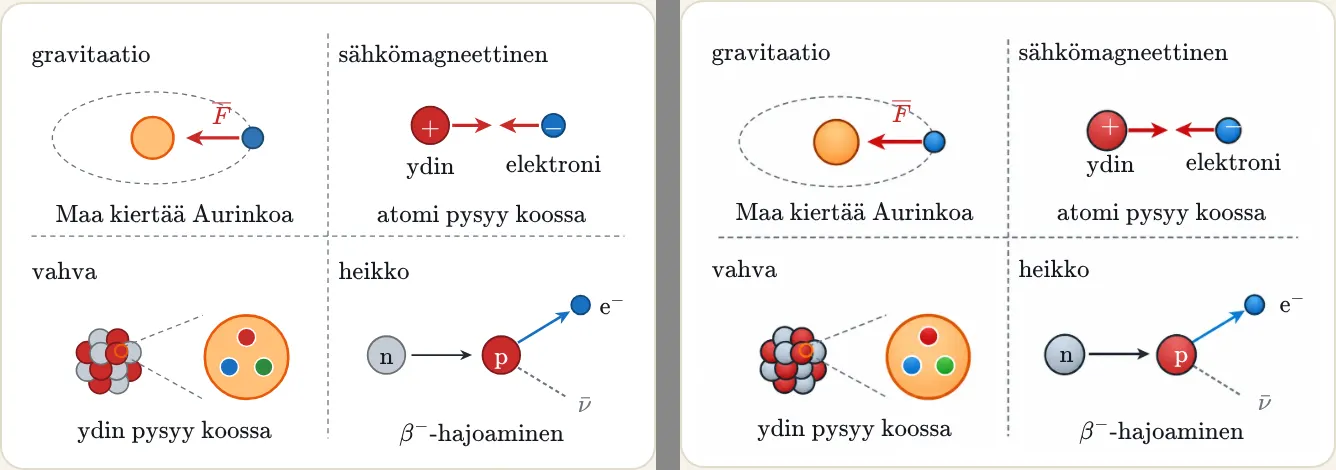 gravitaatio
F̅
Maa kiertää Aurinkoa
sähkömagneettinen
+
−
ydin
elektroni
atomi pysyy koossa
vahva
ydin pysyy koossa
heikko
n
p
e⁻
ν̄
β⁻-hajoaminen
gravitaatio
F̅
Maa kiertää Aurinkoa
sähkömagneettinen
+
−
ydin
elektroni
atomi pysyy koossa
vahva
ydin pysyy koossa
heikko
n
p
e⁻
ν̄
β⁻-hajoaminen